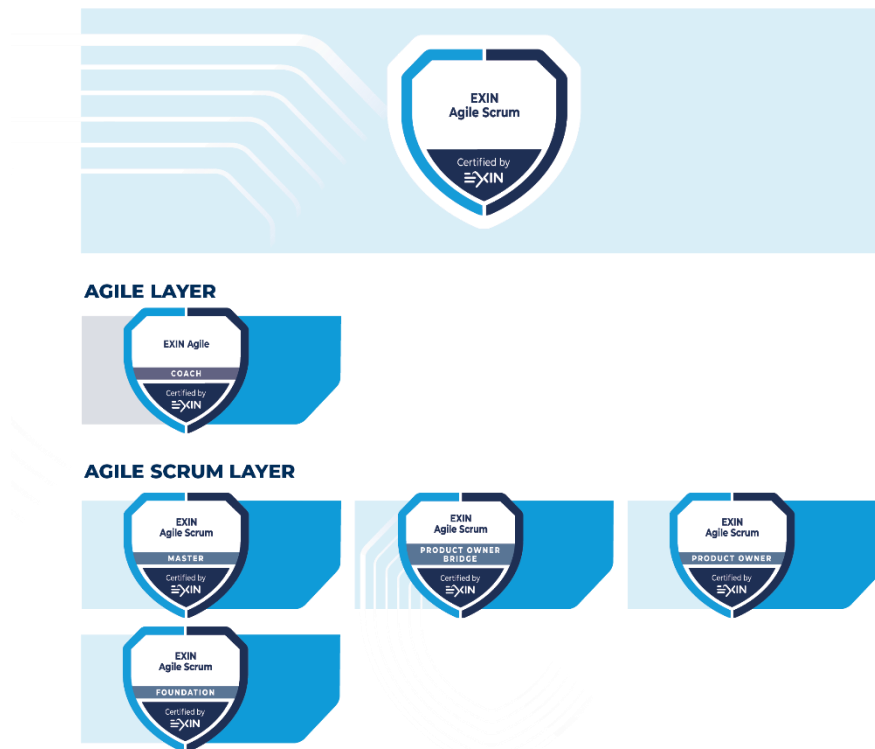 EXIN
Agile Scrum
Certified by
EXIN
AGILE LAYER
EXIN Agile
COACH
Certified by
EXIN
AGILE SCRUM LAYER
EXIN
Agile Scrum
MASTER
Certified by
EXIN
EXIN
Agile Scrum
PRODUCT OWNER
BRIDGE
Certified by
EXIN
EXIN
Agile Scrum
PRODUCT OWNER
Certified by
EXIN
EXIN
Agile Scrum
FOUNDATION
Certified by
EXIN